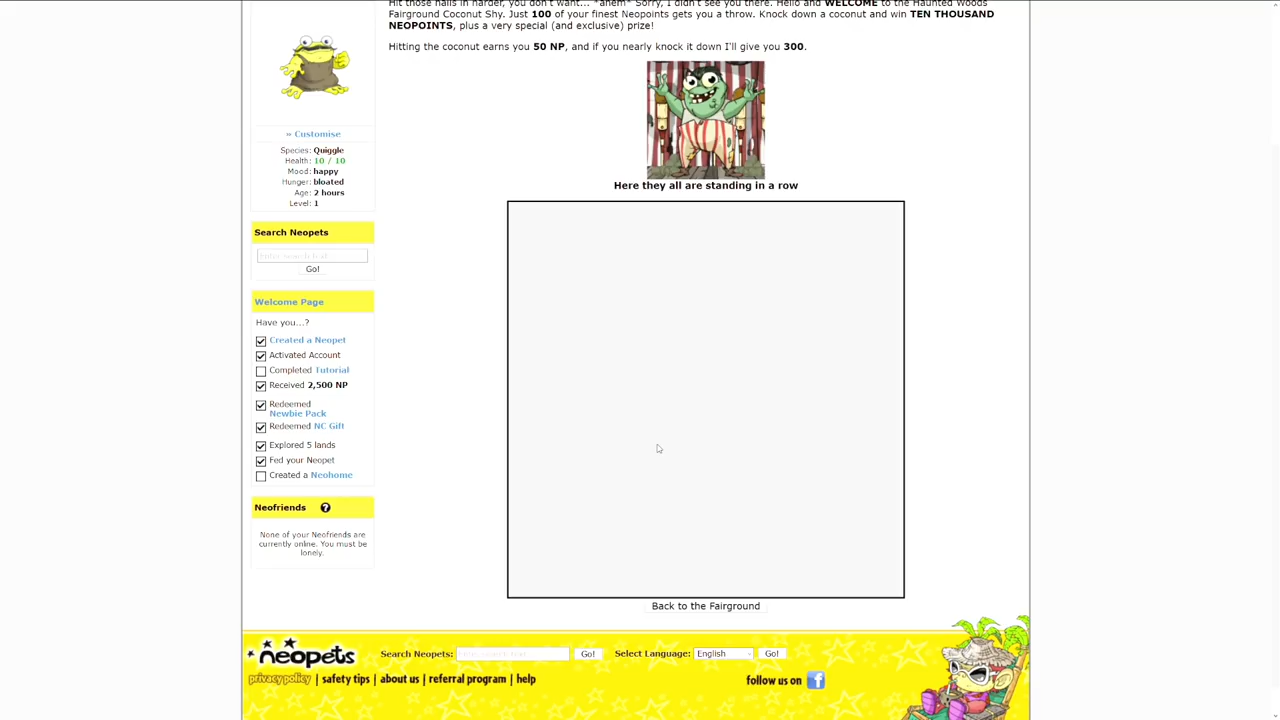 Hit those halls in harder, you don't want... *ahem* Sorry, I didn't see you there. Hello and WELCOME to the Haunted Woods
Fairground Coconut Shy. Just 100 of your finest Neopoints gets you a throw. Knock down a coconut and win TEN THOUSAND
NEOPOINTS, plus a very special (and exclusive) prize!
Hitting the coconut earns you 50 NP, and if you nearly knock it down I'll give you 300.
Here they all are standing in a row
Back to the Fairground
» Customise
Species: Quiggle
Health: 10 / 10
Mood: happy
Hunger: bloated
Age: 2 hours
Level: 1
Search Neopets
Enter search text
Go!
Welcome Page
Have you...?
Created a Neopet
Activated Account
Completed Tutorial
Received 2,500 NP
Redeemed
Newbie Pack
Redeemed NC Gift
Explored 5 lands
Fed your Neopet
Created a Neohome
Neofriends ?
None of your Neofriends are
currently online. You must be
lonely.
neopets
Search Neopets: Go! Select Language: English Go!
privacy policy | safety tips | about us | referral program | help
follow us on f